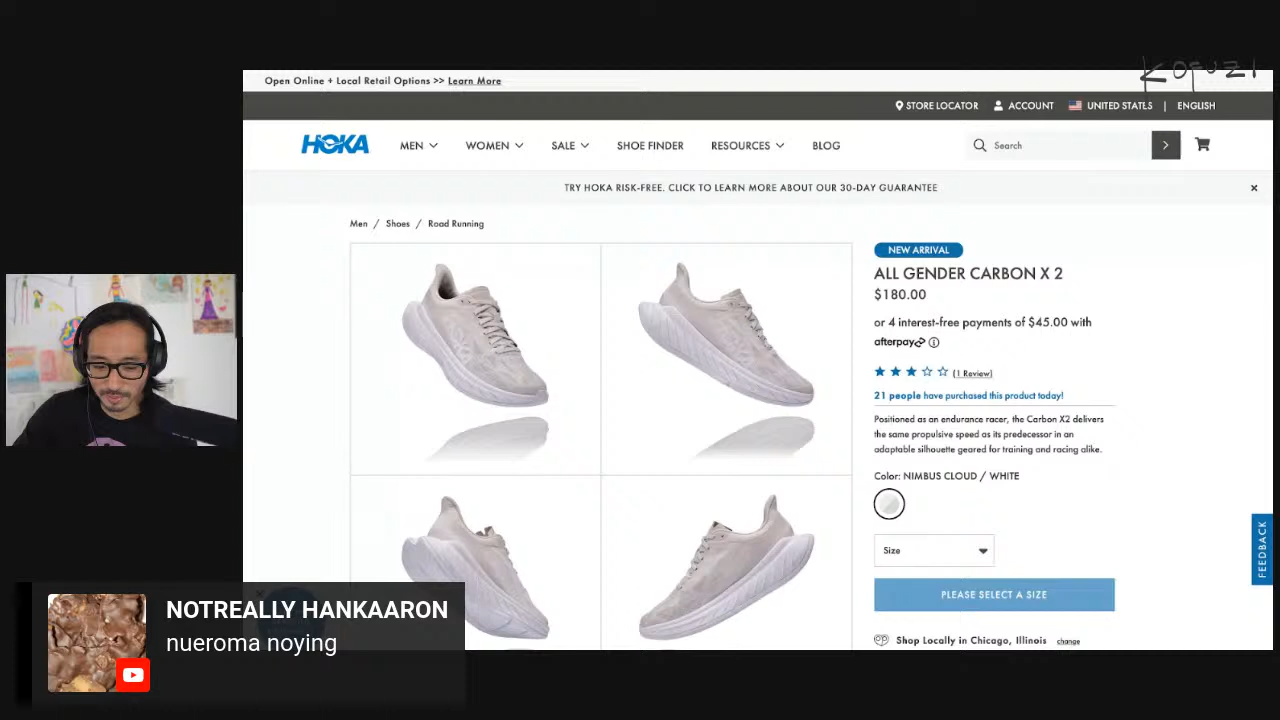 KOFUZI
Open Online + Local Retail Options >> Learn More
STORE LOCATOR ACCOUNT UNITED STATES | ENGLISH
HOKA MEN WOMEN SALE SHOE FINDER RESOURCES BLOG Search
TRY HOKA RISK-FREE. CLICK TO LEARN MORE ABOUT OUR 30-DAY GUARANTEE
Men / Shoes / Road Running
NEW ARRIVAL
ALL GENDER CARBON X 2
$180.00
or 4 interest-free payments of $45.00 with
afterpay
(1 Review)
21 people have purchased this product today!
Positioned as an endurance racer, the Carbon X2 delivers
the same propulsive speed as its predecessor in an
adaptable silhouette geared for training and racing alike.
Color: NIMBUS CLOUD / WHITE
Size
PLEASE SELECT A SIZE
Shop Locally in Chicago, Illinois change
FEEDBACK
NOTREALLY HANKAARON
nueroma noying